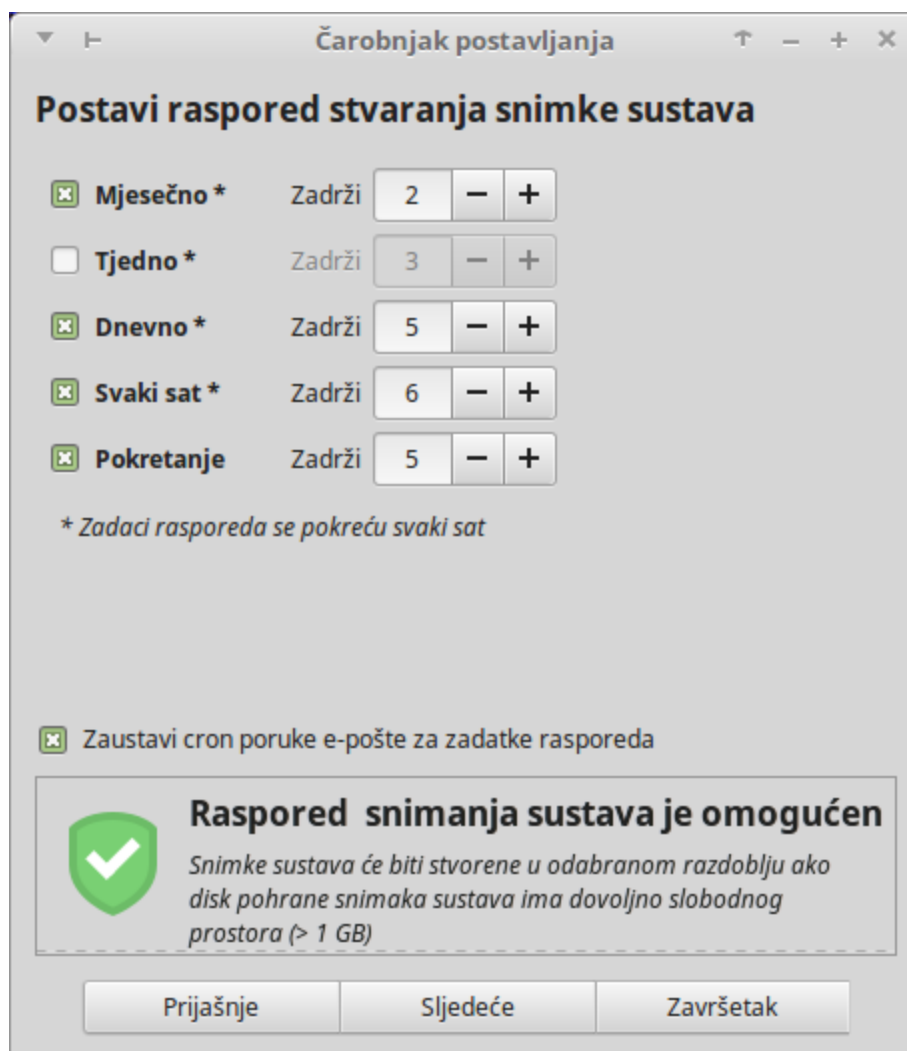 Čarobnjak postavljanja
Postavi raspored stvaranja snimke sustava
Mjesečno * Zadrži 2
Tjedno * Zadrži 3
Dnevno * Zadrži 5
Svaki sat * Zadrži 6
Pokretanje Zadrži 5
* Zadaci rasporeda se pokreću svaki sat
Zaustavi cron poruke e-pošte za zadatke rasporeda
Raspored  snimanja sustava je omogućen
Snimke sustava će biti stvorene u odabranom razdoblju ako
disk pohrane snimaka sustava ima dovoljno slobodnog
prostora (> 1 GB)
Prijašnje Sljedeće Završetak